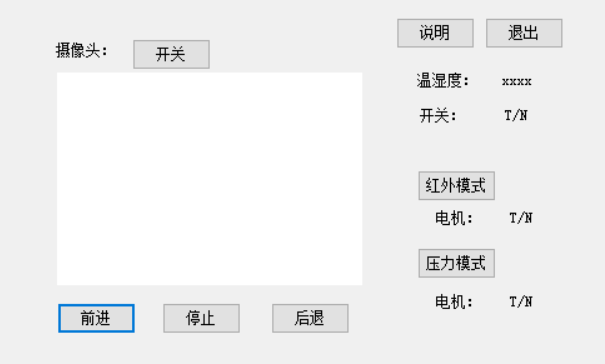 说明 退出
摄像头： 开关
温湿度： xxxx
开关： T/N
红外模式
电机： T/N
压力模式
电机： T/N
前进 停止 后退